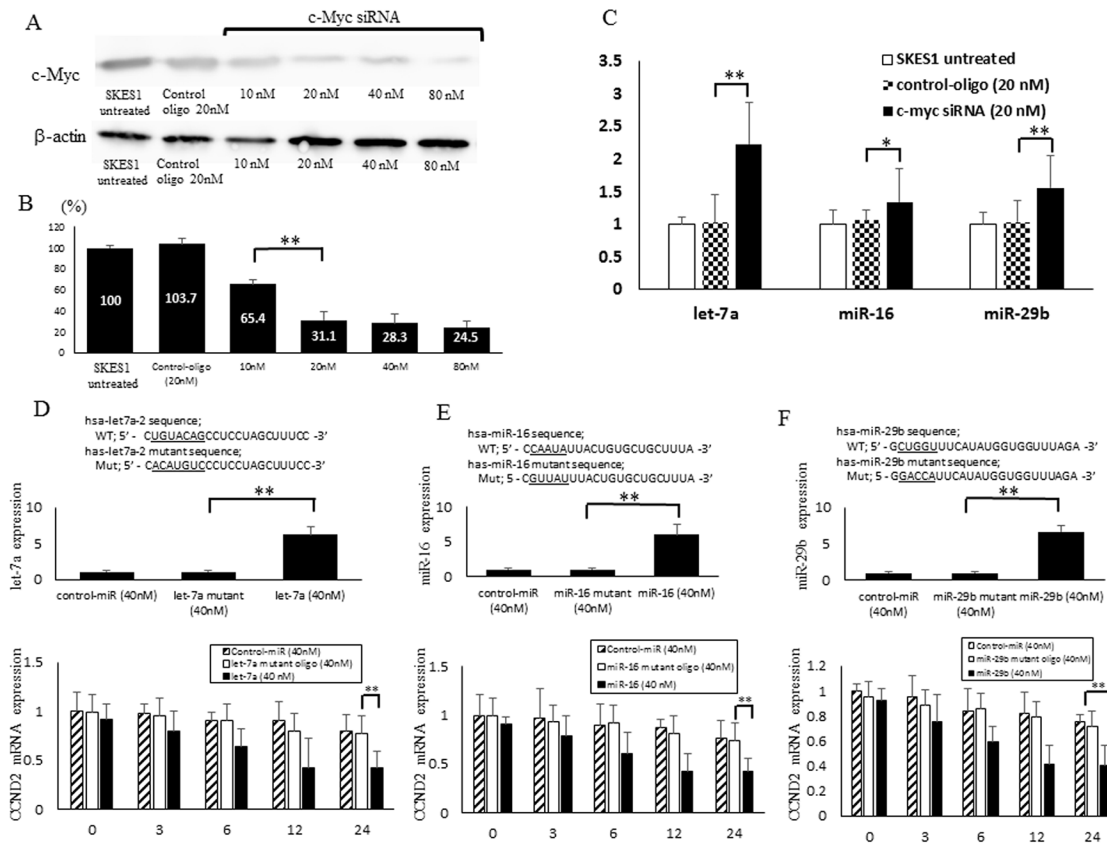 A
c-Myc siRNA
c-Myc
SKES1 untreated
Control oligo 20nM
10 nM
20 nM
40 nM
80 nM
β-actin
SKES1 untreated
Control oligo 20nM
10 nM
20 nM
40 nM
80 nM
B
(%)
120
100
80
60
40
20
0
**
100
103.7
65.4
31.1
28.3
24.5
SKES1 untreated
Control-oligo (20nM)
10nM
20nM
40nM
80nM
C
SKES1 untreated
control-oligo (20 nM)
c-myc siRNA (20 nM)
3.5
3
2.5
2
1.5
1
0.5
0
**
*
**
let-7a
miR-16
miR-29b
D
hsa-let7a-2 sequence;
WT; 5’ - CUGUACAGCCUCCUAGCUUUCC -3’
has-let7a-2 mutant sequence;
Mut; 5’ - CACAUGUCCCUCCUAGCUUUCC-3’
let-7a expression
10
5
0
**
control-miR (40nM)
let-7a mutant (40nM)
let-7a (40nM)
CCND2 mRNA expression
1.5
1
0.5
0
Control-miR (40nM)
let-7a mutant oligo (40nM)
let-7a (40 nM)
**
0
3
6
12
24
E
hsa-miR-16 sequence;
WT; 5’ - CCAAUAUUACUGUGCUGCUUUA -3’
has-miR-16 mutant sequence;
Mut; 5 - CGUUAUUUACUGUGCUGCUUUA -3’
miR-16 expression
10
5
0
**
control-miR (40nM)
miR-16 mutant (40nM)
miR-16 (40nM)
CCND2 mRNA expression
1.5
1
0.5
0
Control-miR (40nM)
miR-16 mutant oligo (40nM)
miR-16 (40 nM)
**
0
3
6
12
24
F
hsa-miR-29b sequence;
WT; 5’ - GCUGGUUUCAUAUGGUGGUUUAGA -3’
has-miR-29b mutant sequence;
Mut; 5 - GGACCAUUCAUAUGGUGGUUUAGA -3’
miR-29b expression
10
5
0
**
control-miR (40nM)
miR-29b mutant (40nM)
miR-29b (40nM)
CCND2 mRNA expression
1.2
1
0.8
0.6
0.4
0.2
0
Control-miR (40nM)
miR-29b mutant oligo (40nM)
miR-29b (40nM)
**
0
3
6
12
24